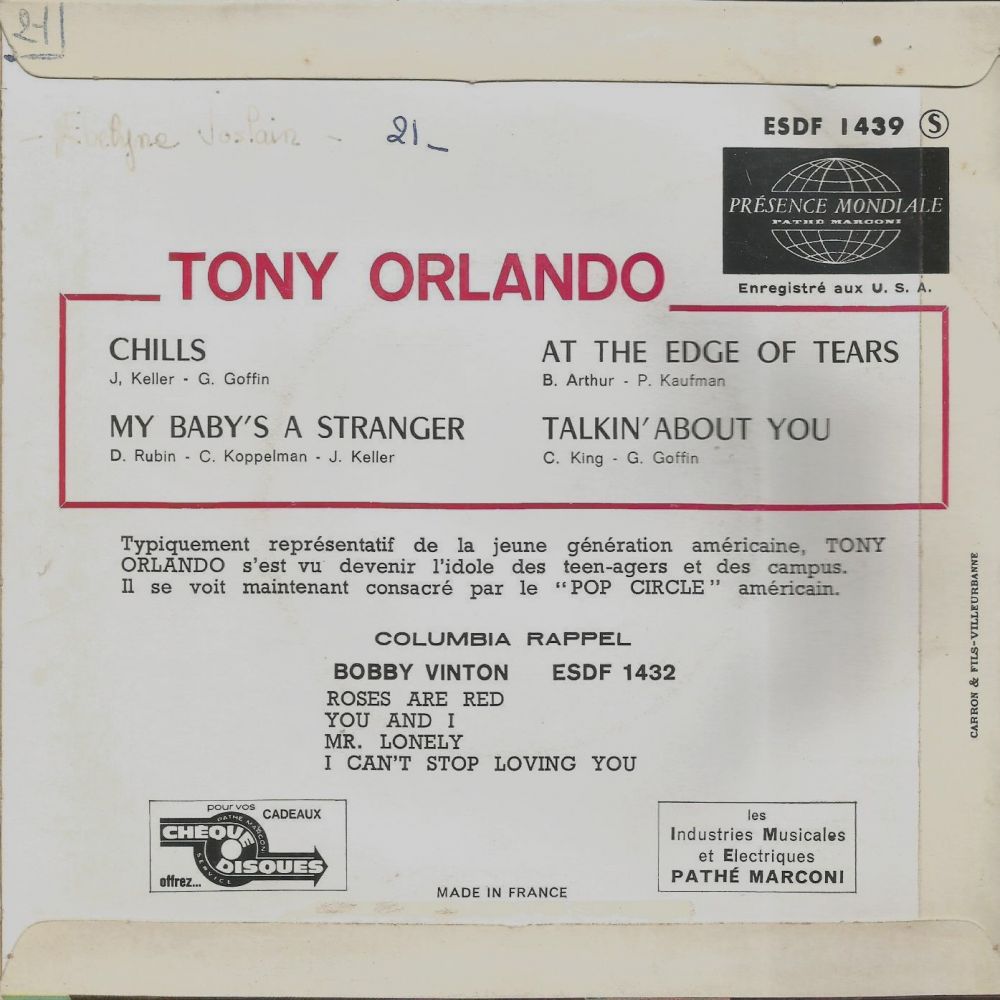 21
21_
ESDF 1439 S
PRÉSENCE MONDIALE
PATHÉ MARCONI
Enregistré aux U. S. A.
TONY ORLANDO
CHILLS
J, Keller - G. Goffin
MY BABY'S A STRANGER
D. Rubin - C. Koppelman - J. Keller
AT THE EDGE OF TEARS
B. Arthur - P. Kaufman
TALKIN' ABOUT YOU
C. King - G. Goffin
Typiquement représentatif de la jeune génération américaine, TONY
ORLANDO s'est vu devenir l'idole des teen-agers et des campus.
Il se voit maintenant consacré par le "POP CIRCLE" américain.
COLUMBIA RAPPEL
BOBBY VINTON ESDF 1432
ROSES ARE RED
YOU AND I
MR. LONELY
I CAN'T STOP LOVING YOU
CARRON & FILS-VILLEURBANNE
pour vos CADEAUX
PATHE MARCONI
CHEQUE
DISQUES
SERVICE
offrez...
MADE IN FRANCE
les
Industries Musicales
et Electriques
PATHÉ MARCONI